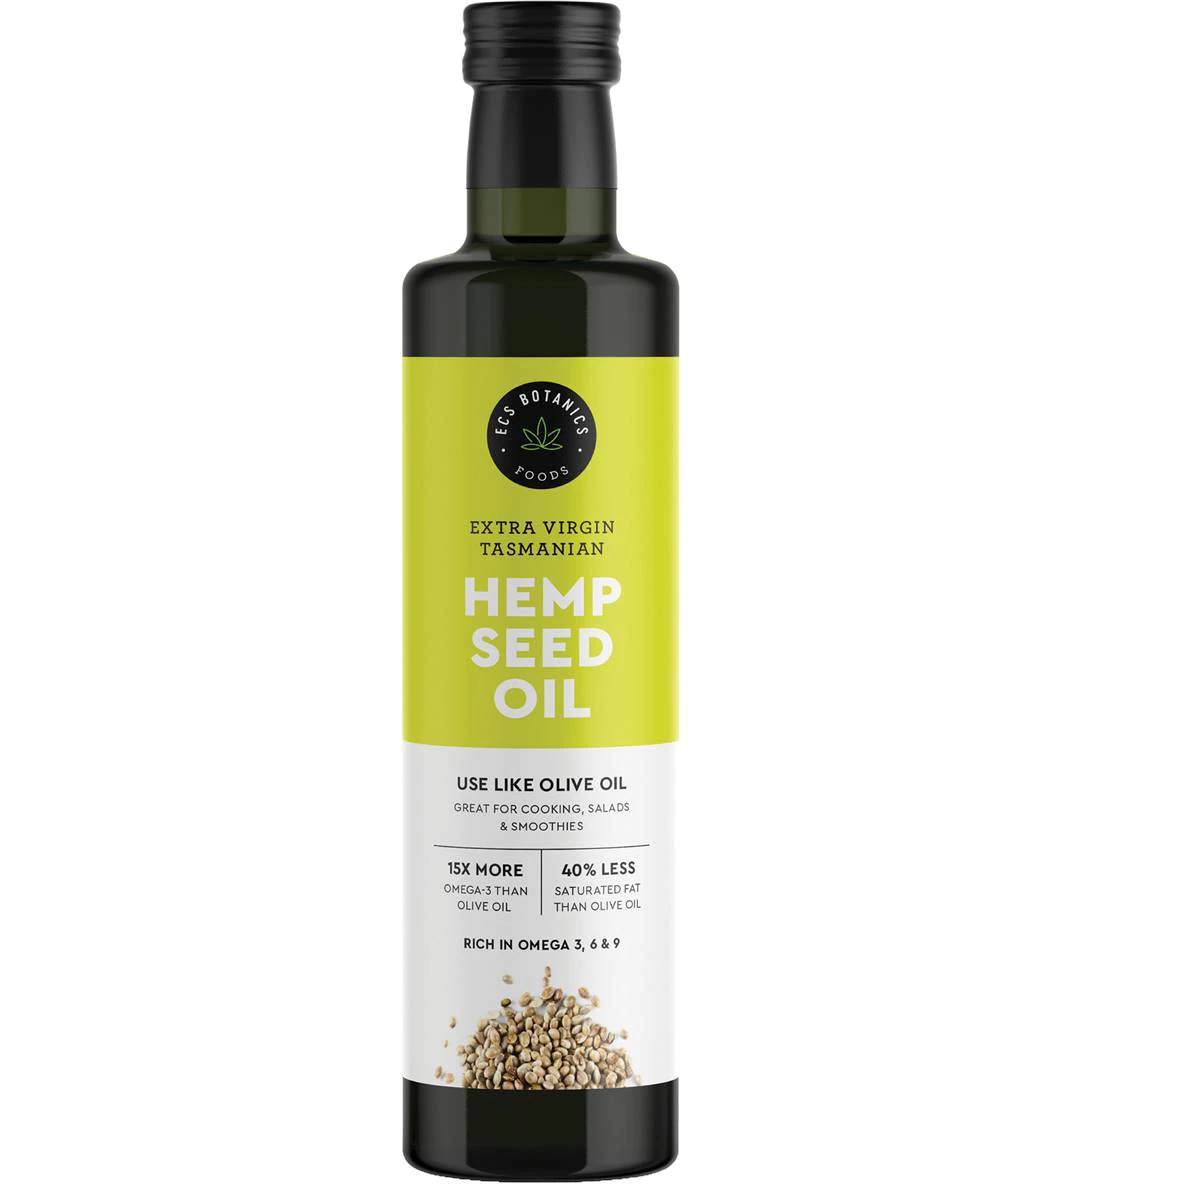 ECS BOTANICS
FOODS
EXTRA VIRGIN
TASMANIAN
HEMP
SEED
OIL
USE LIKE OLIVE OIL
GREAT FOR COOKING, SALADS
& SMOOTHIES
15X MORE
OMEGA-3 THAN
OLIVE OIL
40% LESS
SATURATED FAT
THAN OLIVE OIL
RICH IN OMEGA 3, 6 & 9